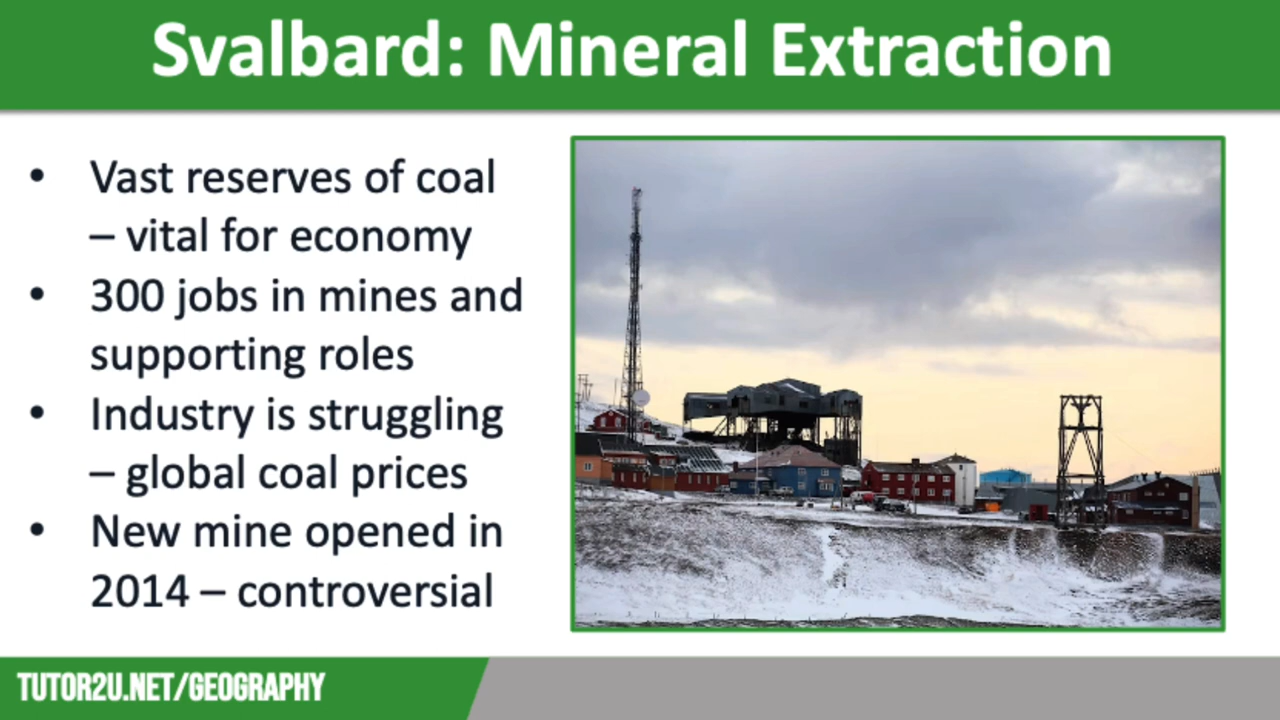 Svalbard: Mineral Extraction
• Vast reserves of coal
– vital for economy
• 300 jobs in mines and
supporting roles
• Industry is struggling
– global coal prices
• New mine opened in
2014 – controversial
TUTOR2U.NET/GEOGRAPHY